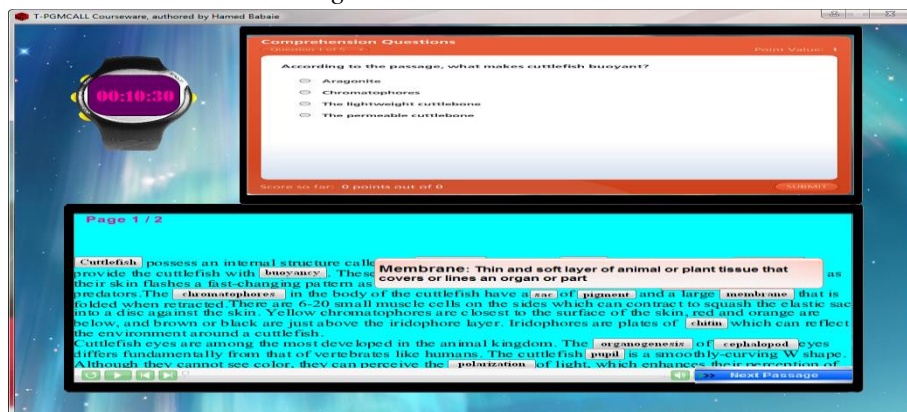 T-PGMCALL Courseware, authored by Hamed Babaie
Comprehension Questions
Question 1 of 5
Point Value: 1
According to the passage, what makes cuttlefish buoyant?
Aragonite
Chromatophores
The lightweight cuttlebone
The permeable cuttlebone
00:10:30
Score so far: 0 points out of 0
SUBMIT
Page 1 / 2
Cuttlefish possess an internal structure calle
provide the cuttlefish with buoyancy. These
Membrane: Thin and soft layer of animal or plant tissue that
covers or lines an organ or part
their skin flashes a fast-changing pattern as as
predators.The chromatophores in the body of the cuttlefish have a sac of pigment and a large membrane that is
folded when retracted.There are 6-20 small muscle cells on the sides which can contract to squash the elastic sac
into a disc against the skin. Yellow chromatophores are closest to the surface of the skin, red and orange are
below, and brown or black are just above the iridophore layer. Iridophores are plates of chitin which can reflect
the environment around a cuttlefish.
Cuttlefish eyes are among the most developed in the animal kingdom. The organogenesis of cephalopod eyes
differs fundamentally from that of vertebrates like humans. The cuttlefish pupil is a smoothly-curving W shape.
Although they cannot see color, they can perceive the polarization of light, which enhances their perception of
>> Next Passage